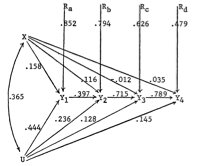 Ra Rb Rc Rd
.852 .794 .626 .479
X
.158 .116 -.012 .035
.365 Y1 .397 Y2 .715 Y3 .789 Y4
.444 .236 .128 .145
U